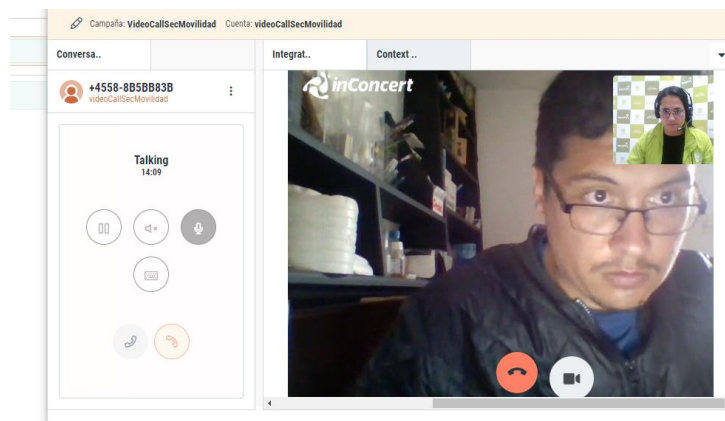 Campaña: VideoCallSecMovilidad Cuenta: videoCallSecMovilidad
Conversa..
Integrat..
Context ..
+4558-8B5BB83B
videoCallSecMovilidad
Talking
14:09
inConcert